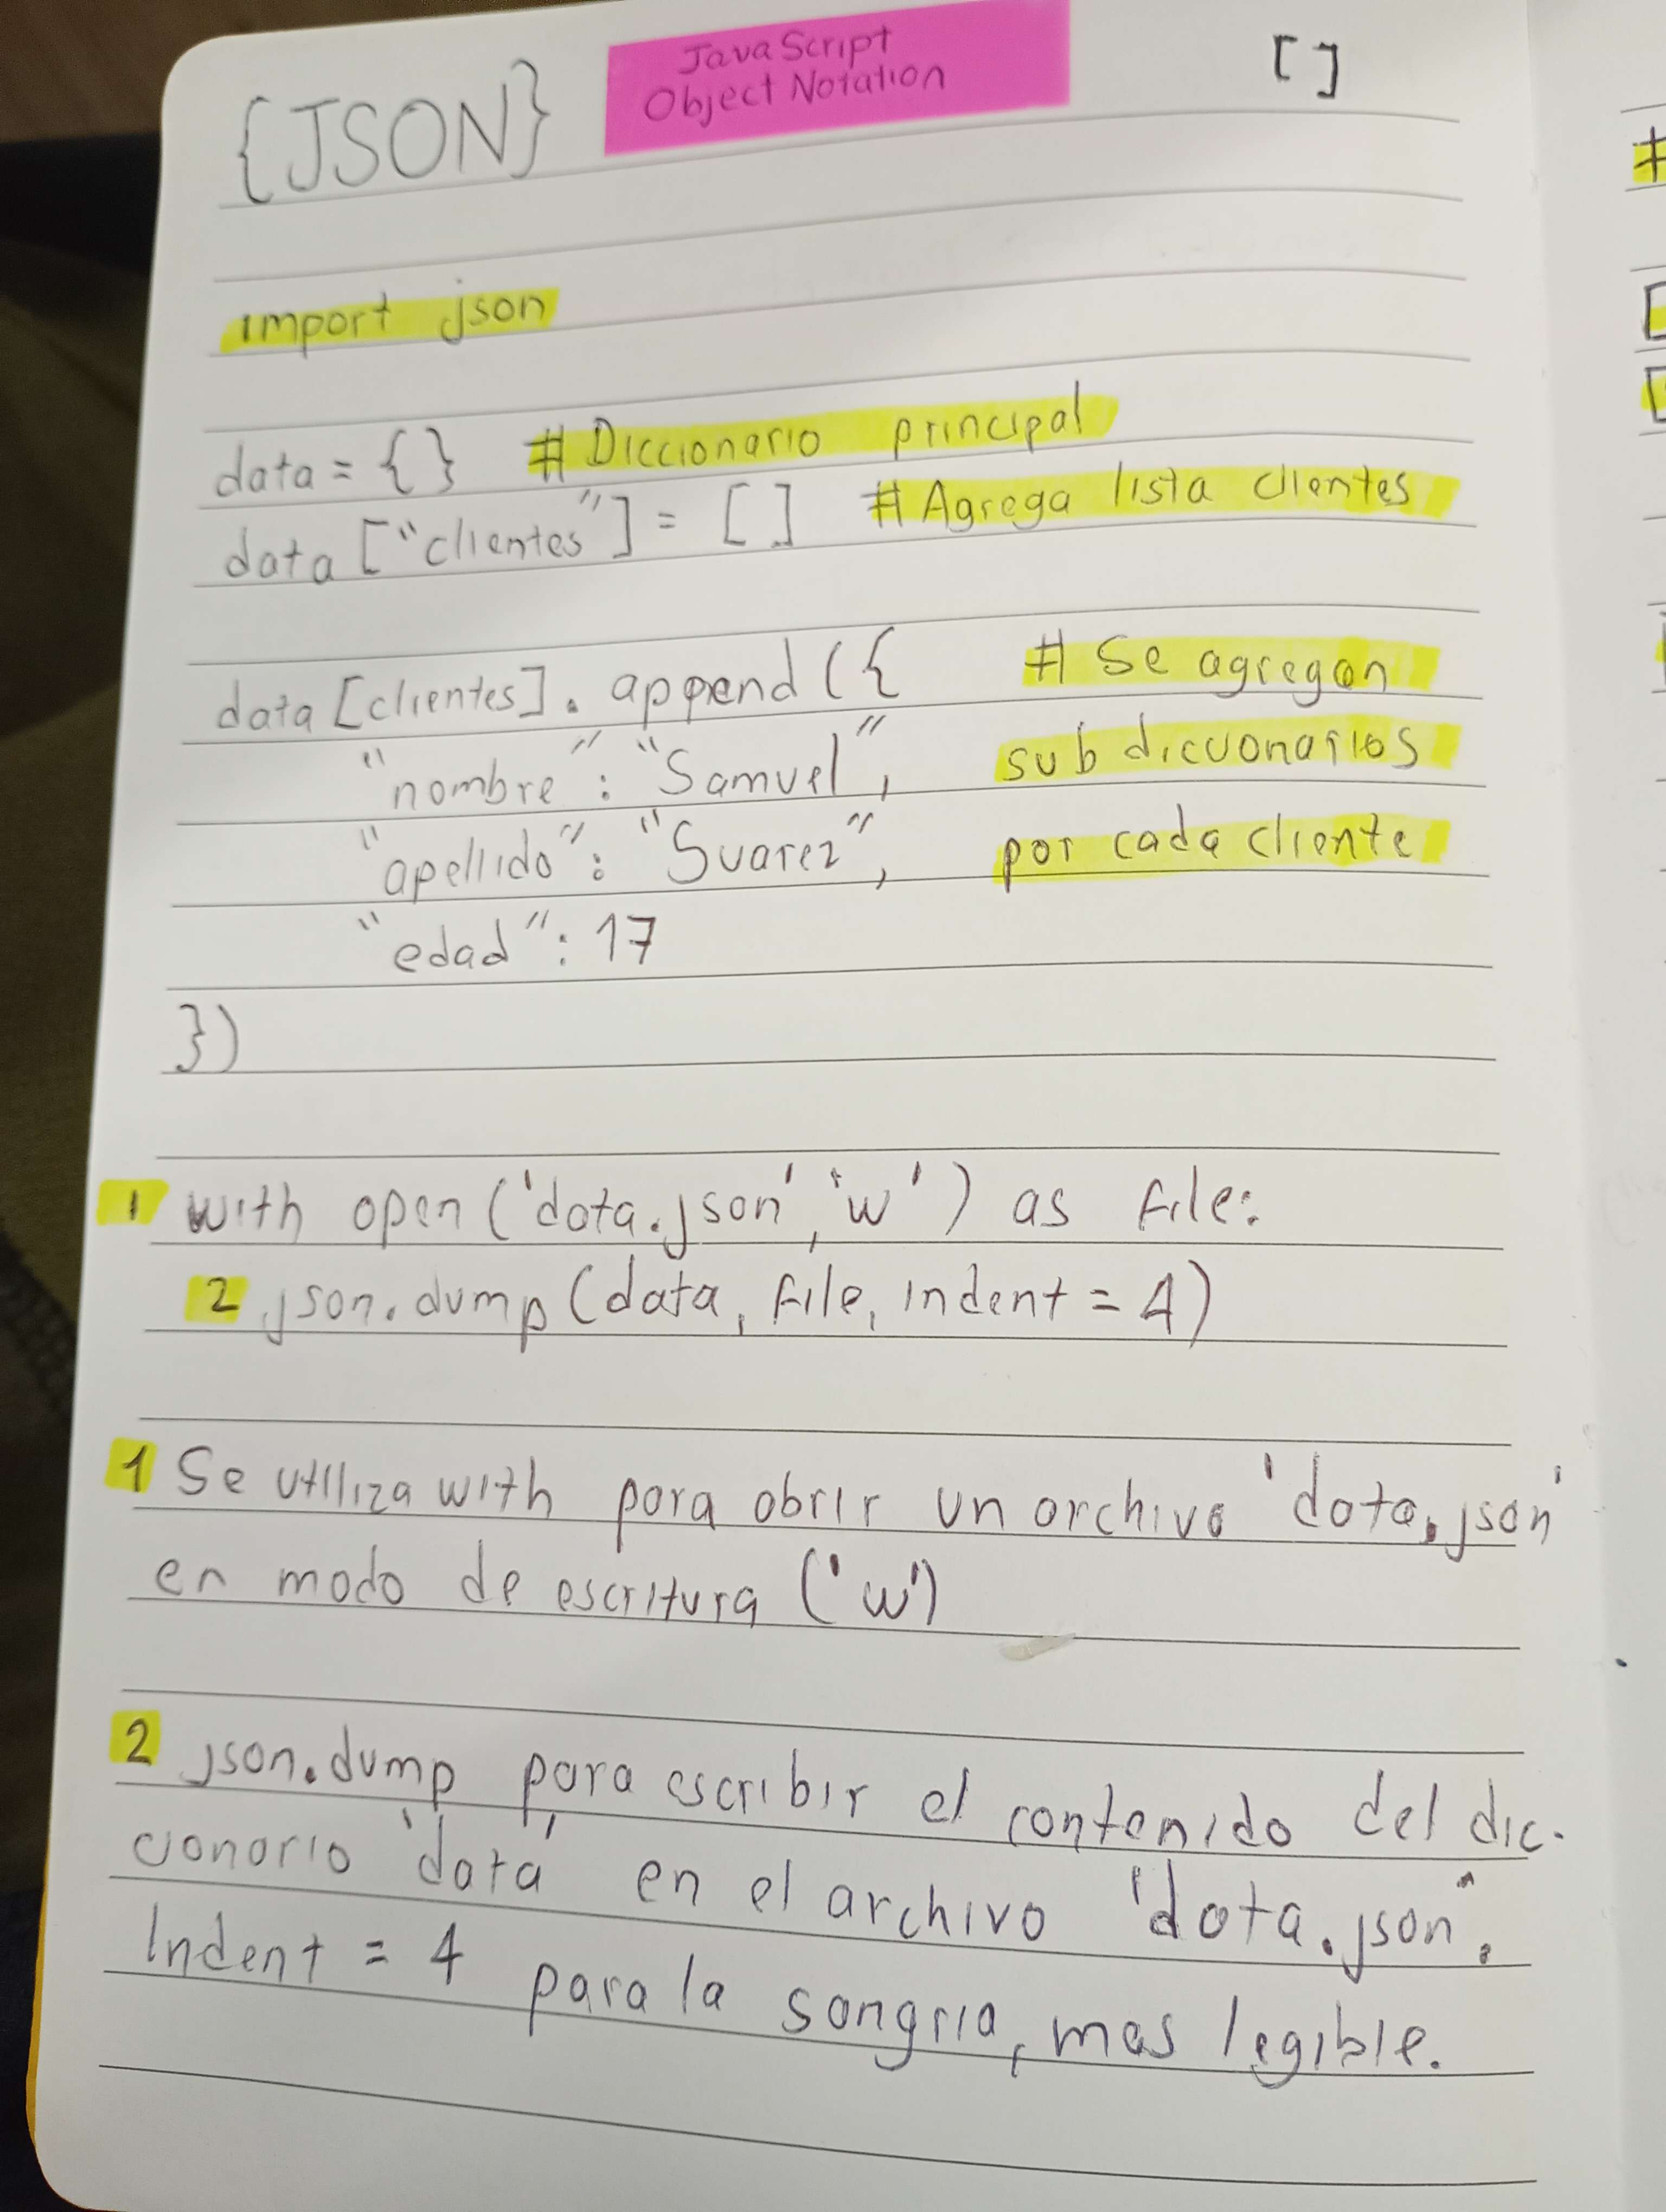 {JSON}
JavaScript
Object Notation
[]
import json
data = {} # Diccionario principal
data ["clientes"] = [] # Agrega lista clientes
data [clientes]. append ({ # Se agregan
"nombre": "Samuel", sub diccionarios
"apellido": "Suarez", por cada cliente
"edad": 17
})
1 with open ('data.json', 'w') as file:
2 json.dump (data, file, indent = 4)
1 Se utiliza with para abrir un archivo 'data.json'
en modo de escritura ('w')
2 json.dump para escribir el contenido del dic-
cionario 'data' en el archivo 'data.json'.
Indent = 4 para la sangria, mas legible.
#